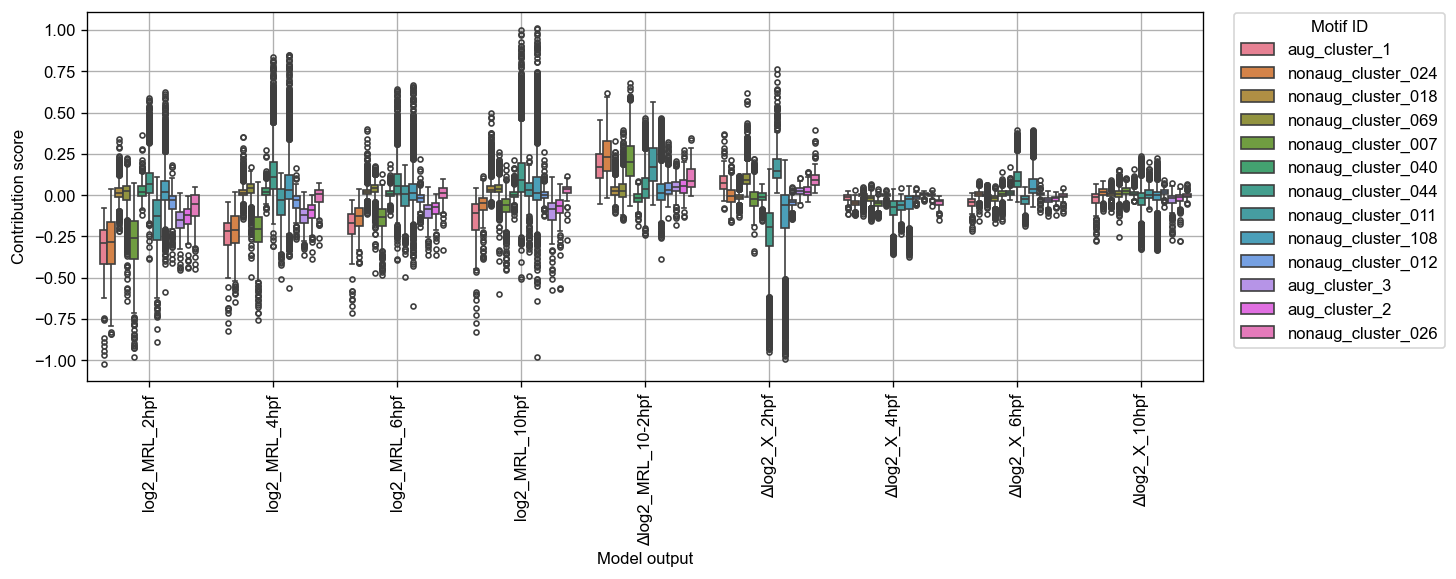 Contribution score
1.00
0.75
0.50
0.25
0.00
−0.25
−0.50
−0.75
−1.00
log2_MRL_2hpf
log2_MRL_4hpf
log2_MRL_6hpf
log2_MRL_10hpf
Δlog2_MRL_10-2hpf
Δlog2_X_2hpf
Δlog2_X_4hpf
Δlog2_X_6hpf
Δlog2_X_10hpf
Model output
Motif ID
aug_cluster_1
nonaug_cluster_024
nonaug_cluster_018
nonaug_cluster_069
nonaug_cluster_007
nonaug_cluster_040
nonaug_cluster_044
nonaug_cluster_011
nonaug_cluster_108
nonaug_cluster_012
aug_cluster_3
aug_cluster_2
nonaug_cluster_026